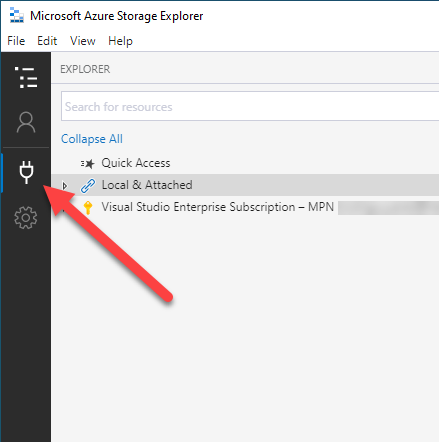 Microsoft Azure Storage Explorer
File Edit View Help
EXPLORER
Search for resources
Collapse All
Quick Access
Local & Attached
Visual Studio Enterprise Subscription – MPN